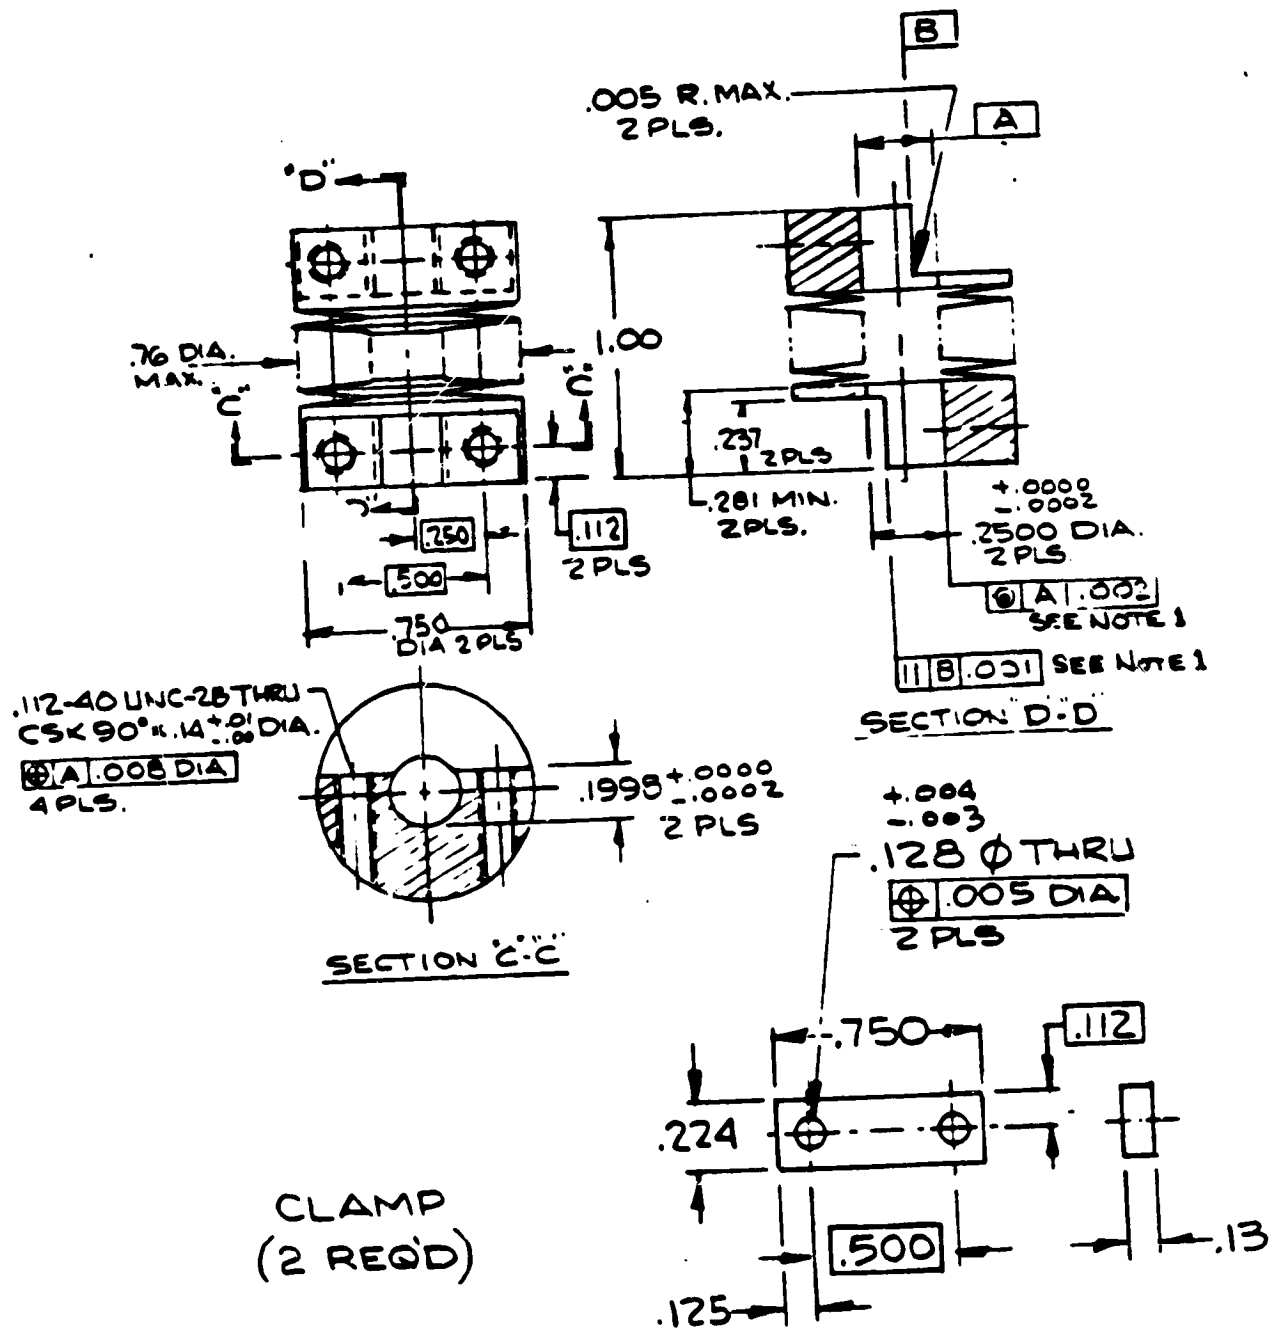 B
.005 R. MAX.
2 PLS.
A
"D"
1.00
.76 DIA.
MAX.
"C"
"C"
.237
2 PLS
.281 MIN.
2 PLS.
+.0000
-.0002
.2500 DIA.
2 PLS
.250
.112
2 PLS
.500
.750
DIA 2 PLS
◎ A .002
SEE NOTE 1
// B .001 SEE NOTE 1
SECTION "D-D"
.112-40 UNC-2B THRU
CSK 90° x .14 +.01 -.00 DIA.
⌖ A .008 DIA
4 PLS.
.1998 +.0000 -.0002
2 PLS
SECTION "C-C"
+.004
-.003
.128 ϕ THRU
⌖ .005 DIA
2 PLS
.750
.112
.224
CLAMP
(2 REQ'D)
.500
.13
.125